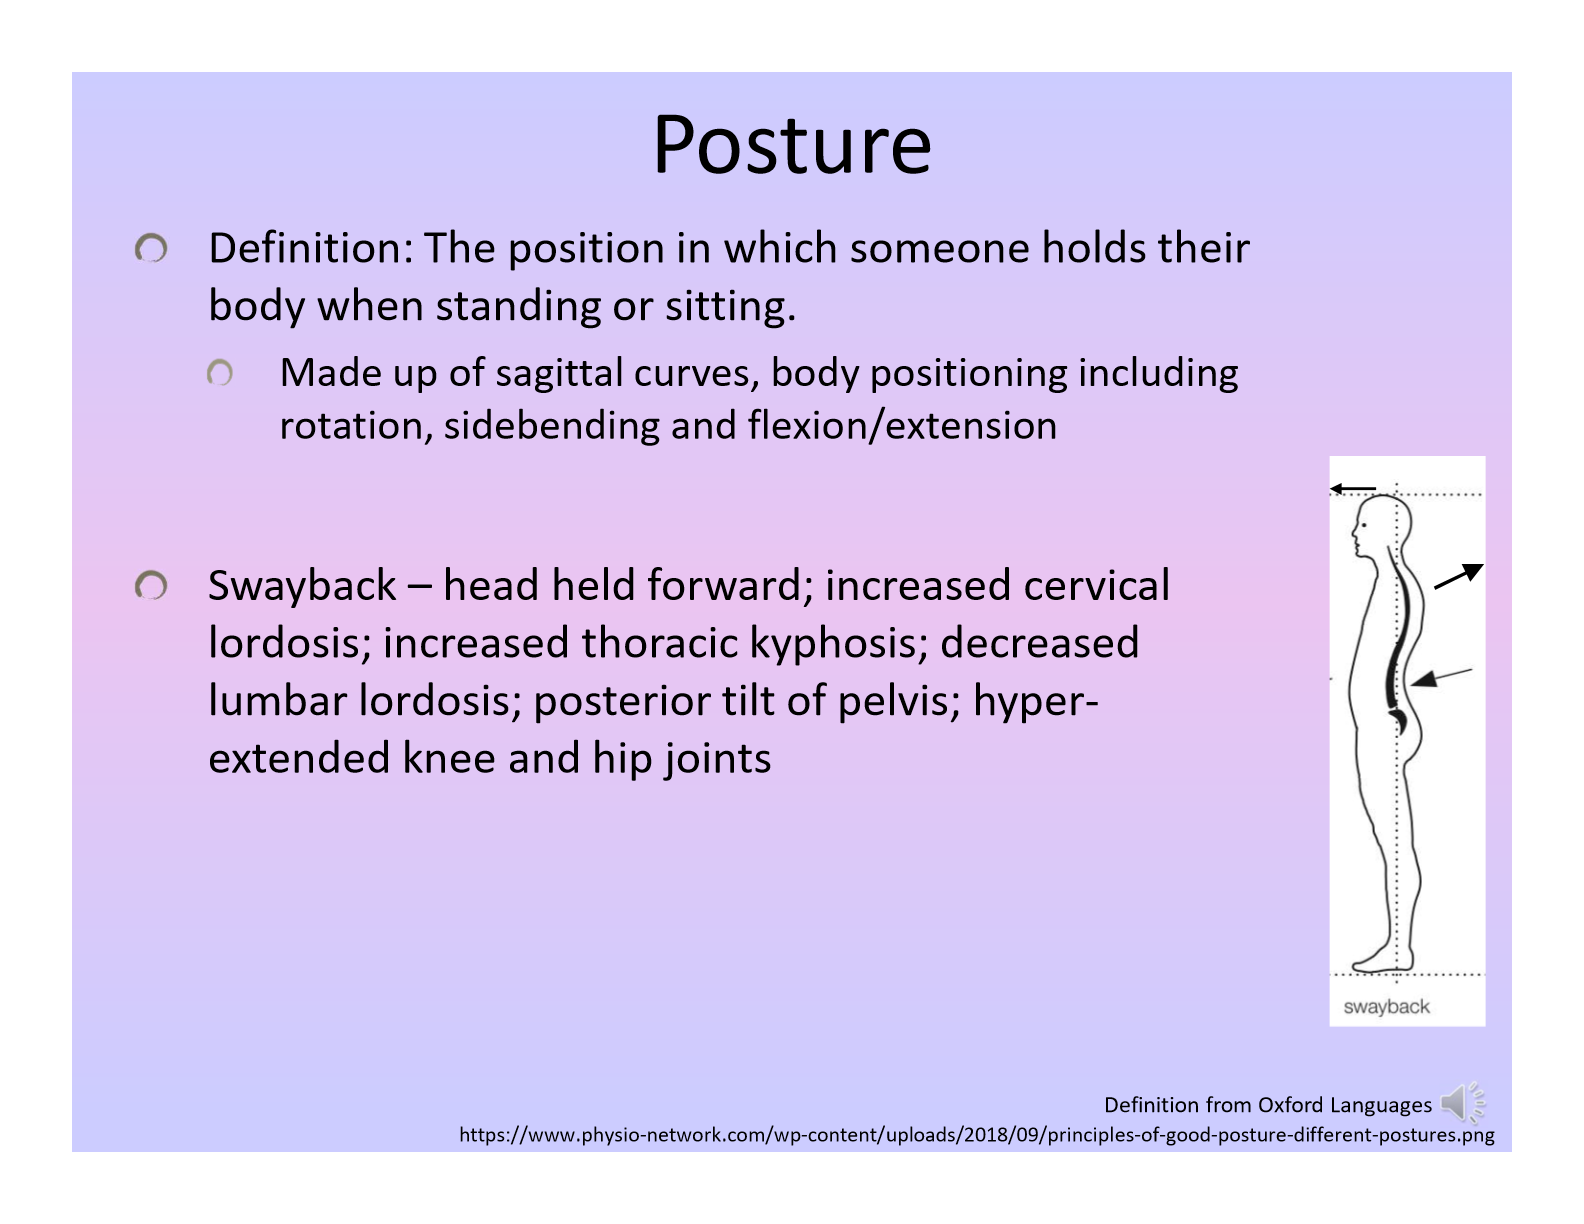 Posture
Definition: The position in which someone holds their
body when standing or sitting.
Made up of sagittal curves, body positioning including
rotation, sidebending and flexion/extension
Swayback – head held forward; increased cervical
lordosis; increased thoracic kyphosis; decreased
lumbar lordosis; posterior tilt of pelvis; hyper-
extended knee and hip joints
swayback
Definition from Oxford Languages
https://www.physio-network.com/wp-content/uploads/2018/09/principles-of-good-posture-different-postures.png